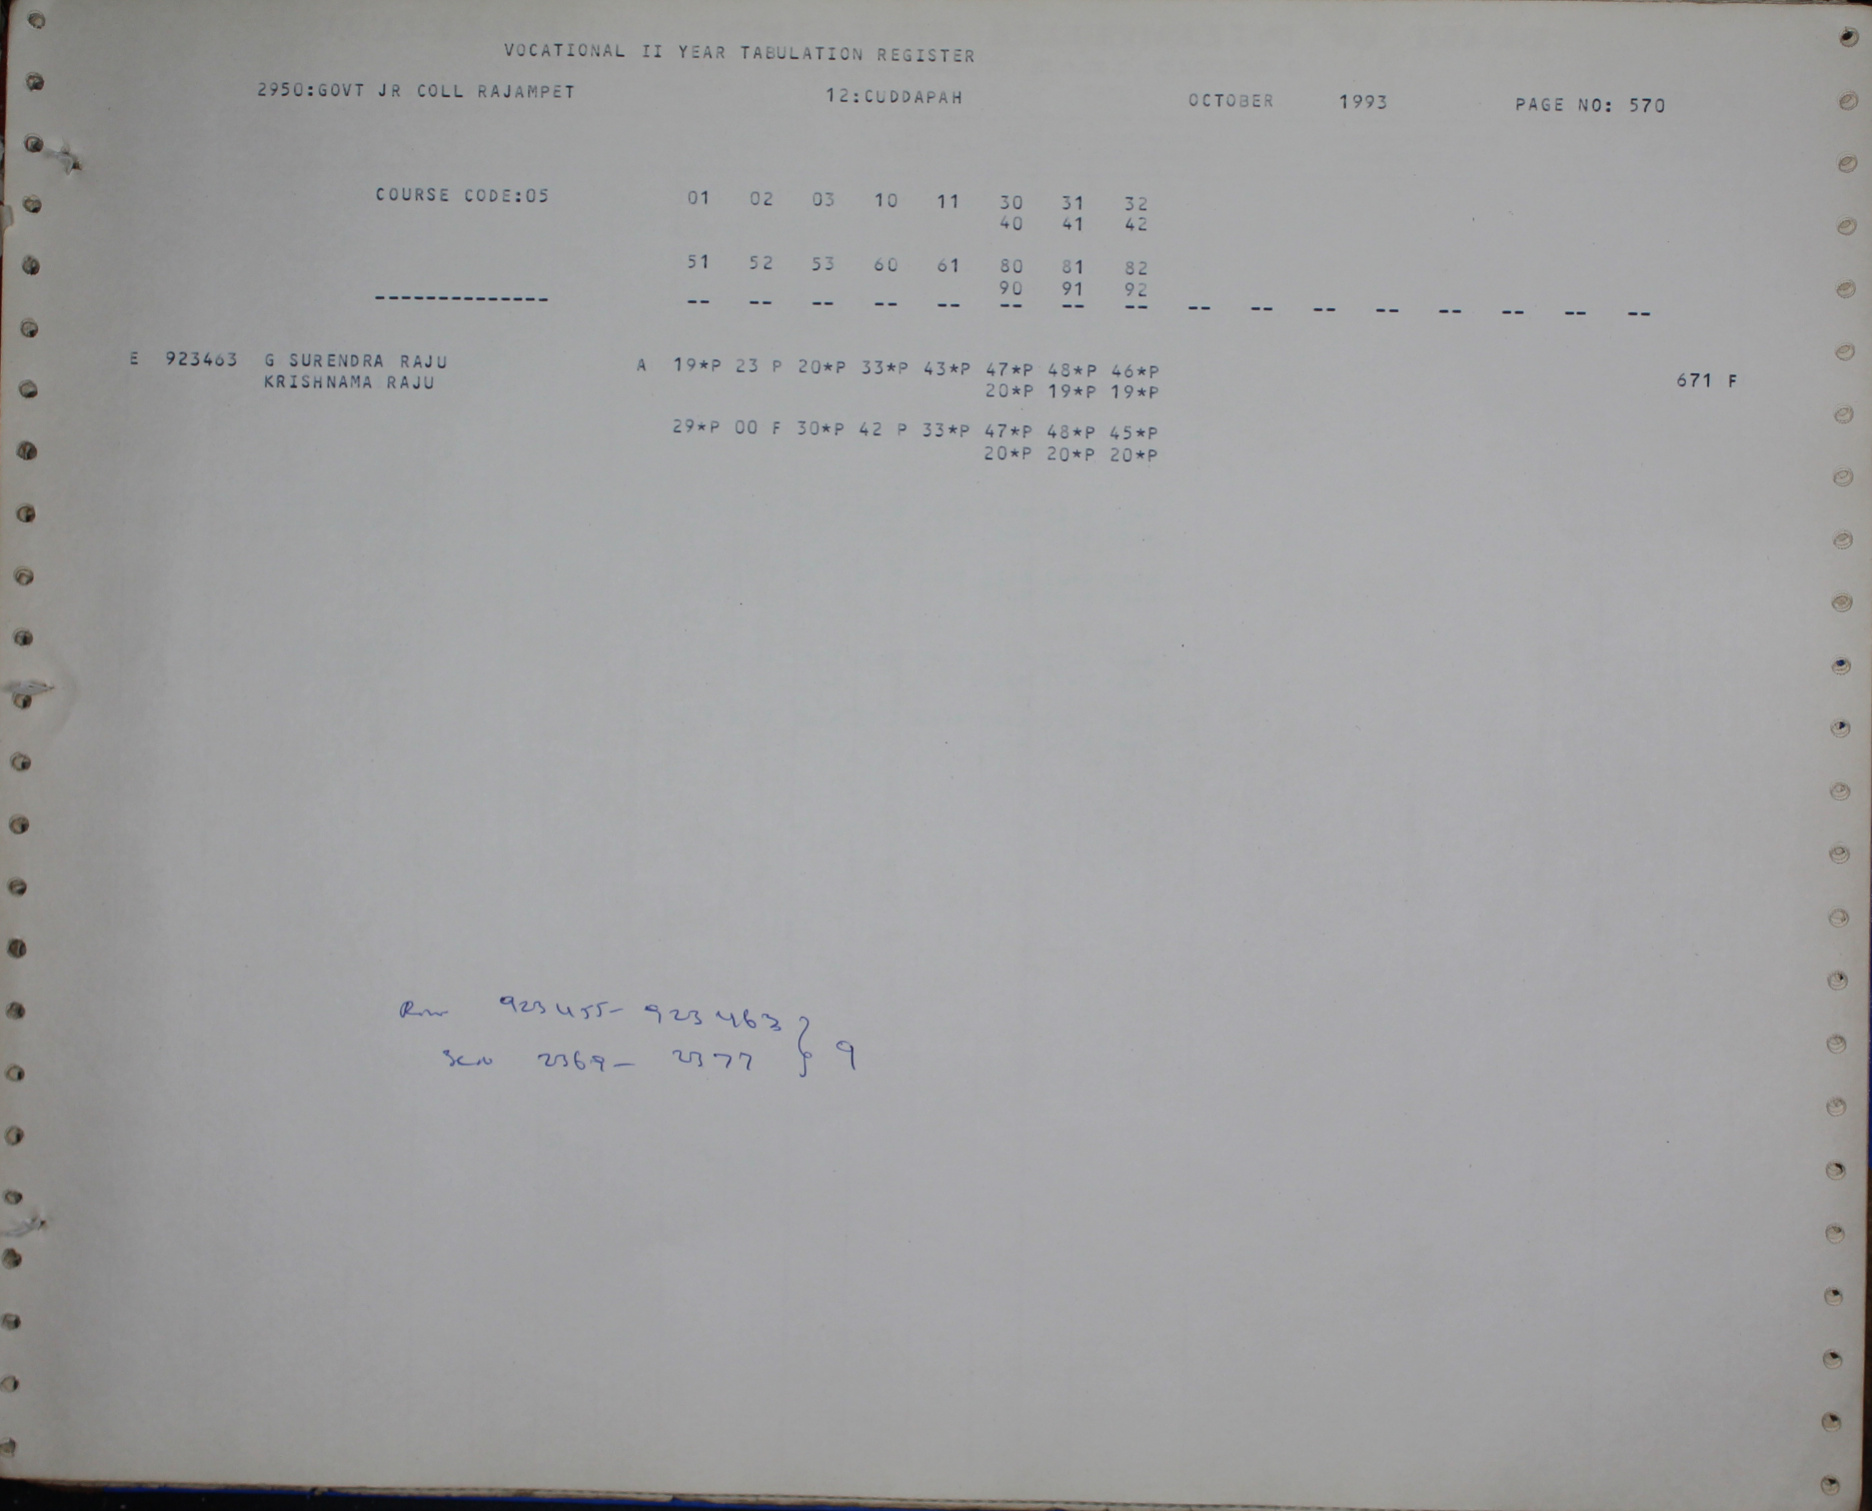 VOCATIONAL II YEAR TABULATION REGISTER
2950:GOVT JR COLL RAJAMPET 12:CUDDAPAH OCTOBER 1993 PAGE NO: 570
COURSE CODE:05 01 02 03 10 11 30 31 32
40 41 42
51 52 53 60 61 80 81 82
90 91 92
-------------- -- -- -- -- -- -- -- -- -- -- -- -- -- -- -- --
E 923463 G SURENDRA RAJU A 19*P 23 P 20*P 33*P 43*P 47*P 48*P 46*P
KRISHNAMA RAJU 20*P 19*P 19*P 671 F
29*P 00 F 30*P 42 P 33*P 47*P 48*P 45*P
20*P 20*P 20*P
923455- 923463 } 9
2369- 2377